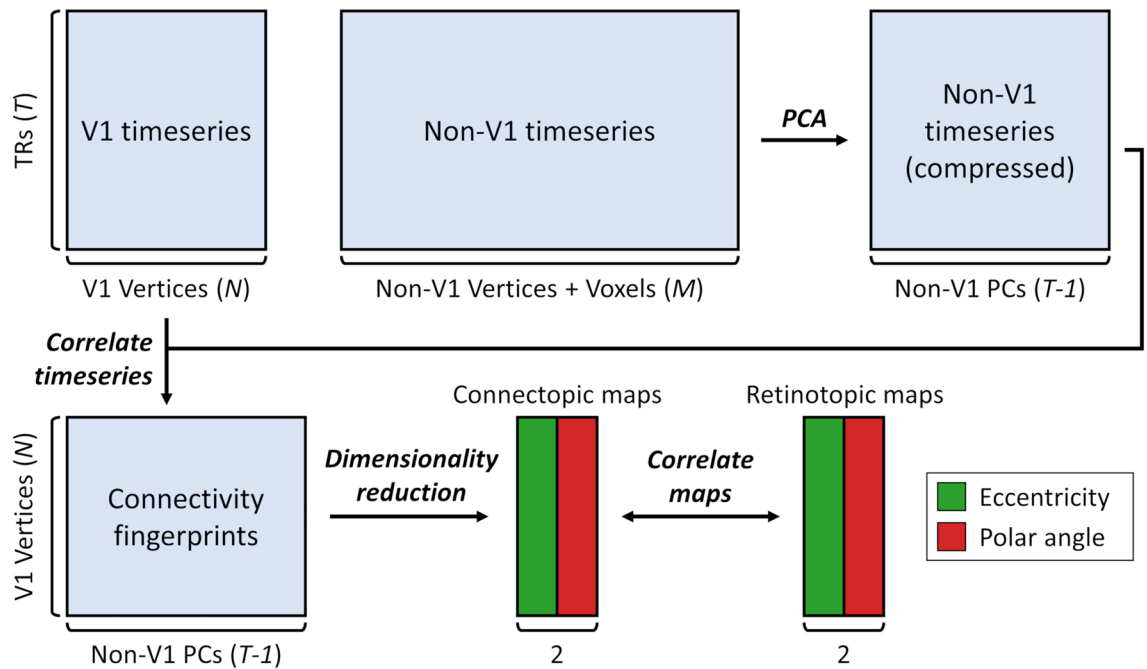 TRs (T)
V1 timeseries
Non-V1 timeseries
PCA
Non-V1
timeseries
(compressed)
V1 Vertices (N)
Non-V1 Vertices + Voxels (M)
Non-V1 PCs (T-1)
Correlate
timeseries
V1 Vertices (N)
Connectivity
fingerprints
Non-V1 PCs (T-1)
Dimensionality
reduction
Connectopic maps
2
Correlate
maps
Retinotopic maps
2
Eccentricity
Polar angle